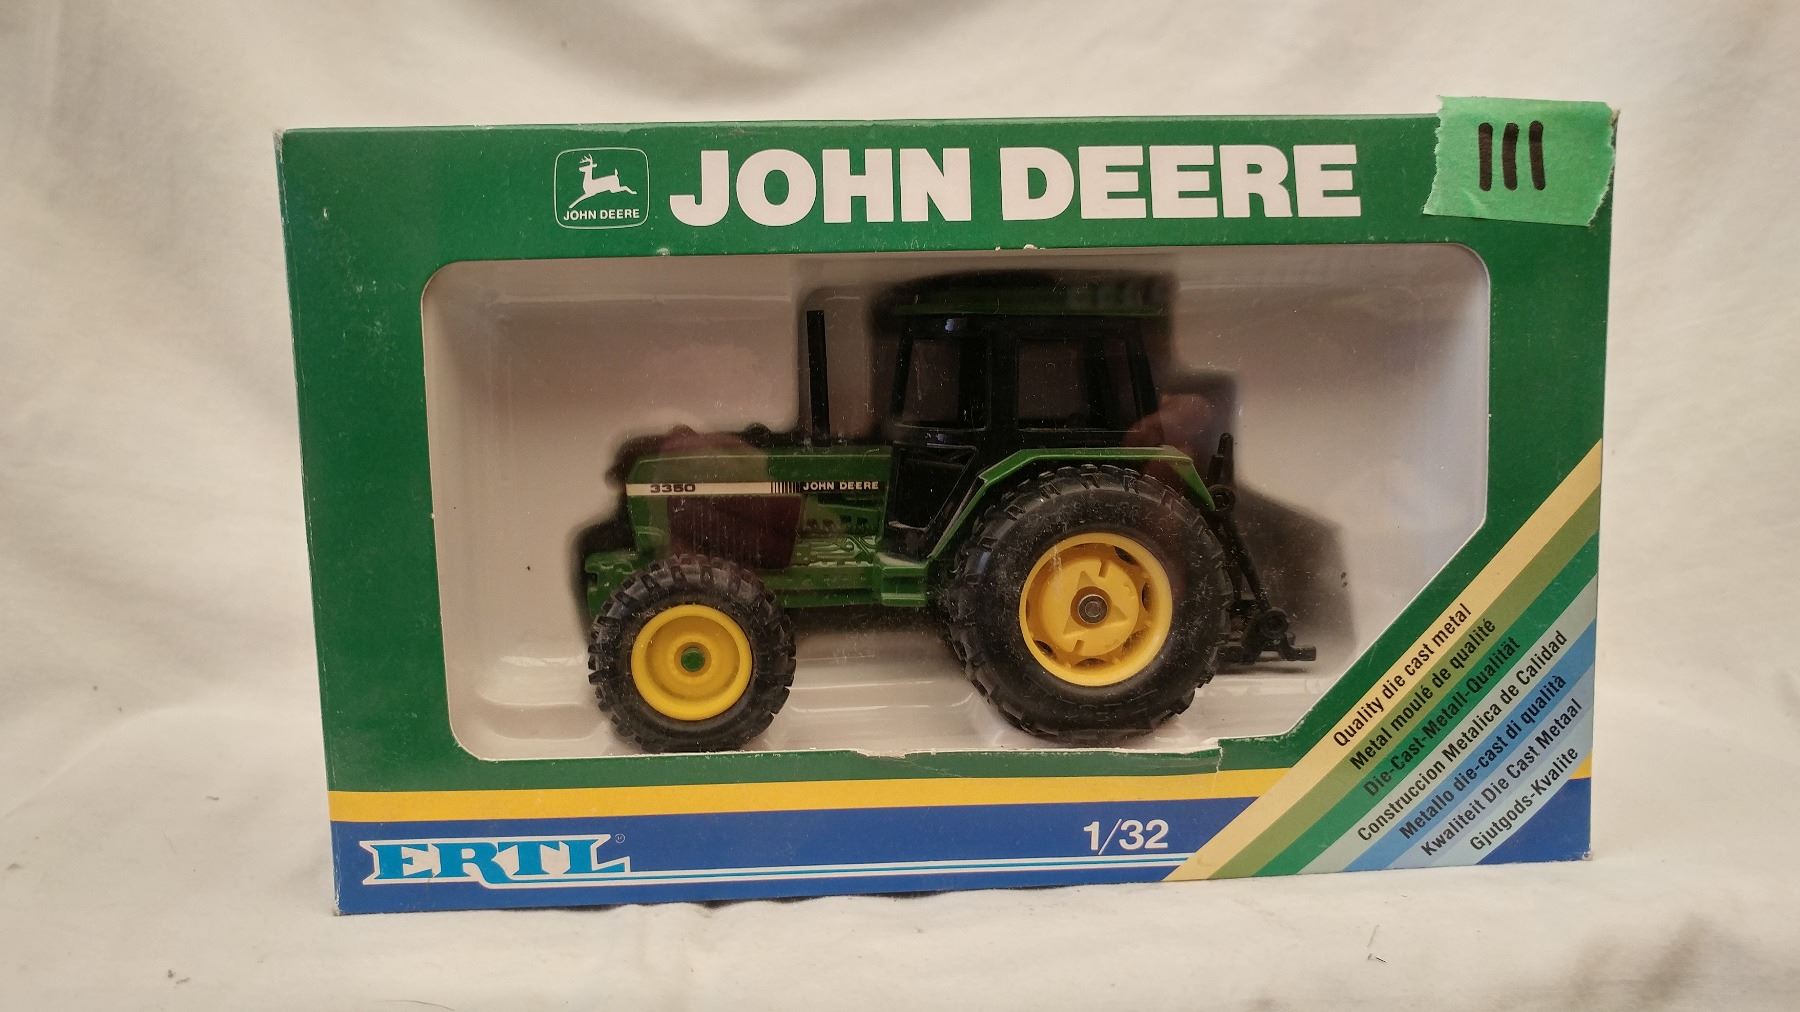 111
JOHN DEERE
JOHN DEERE
3350
JOHN DEERE
Quality die cast metal
Metal moulé de qualité
Die-Cast-Metall-Qualität
Construccion Metalica de Calidad
Metallo die-cast di qualità
Kwaliteit Die Cast Metaal
Gjutgods-Kvalite
ERTL
1/32